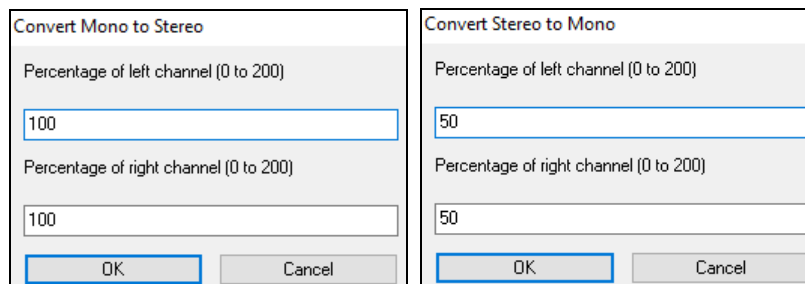 Convert Mono to Stereo
Percentage of left channel (0 to 200)
100
Percentage of right channel (0 to 200)
100
OK Cancel
Convert Stereo to Mono
Percentage of left channel (0 to 200)
50
Percentage of right channel (0 to 200)
50
OK Cancel